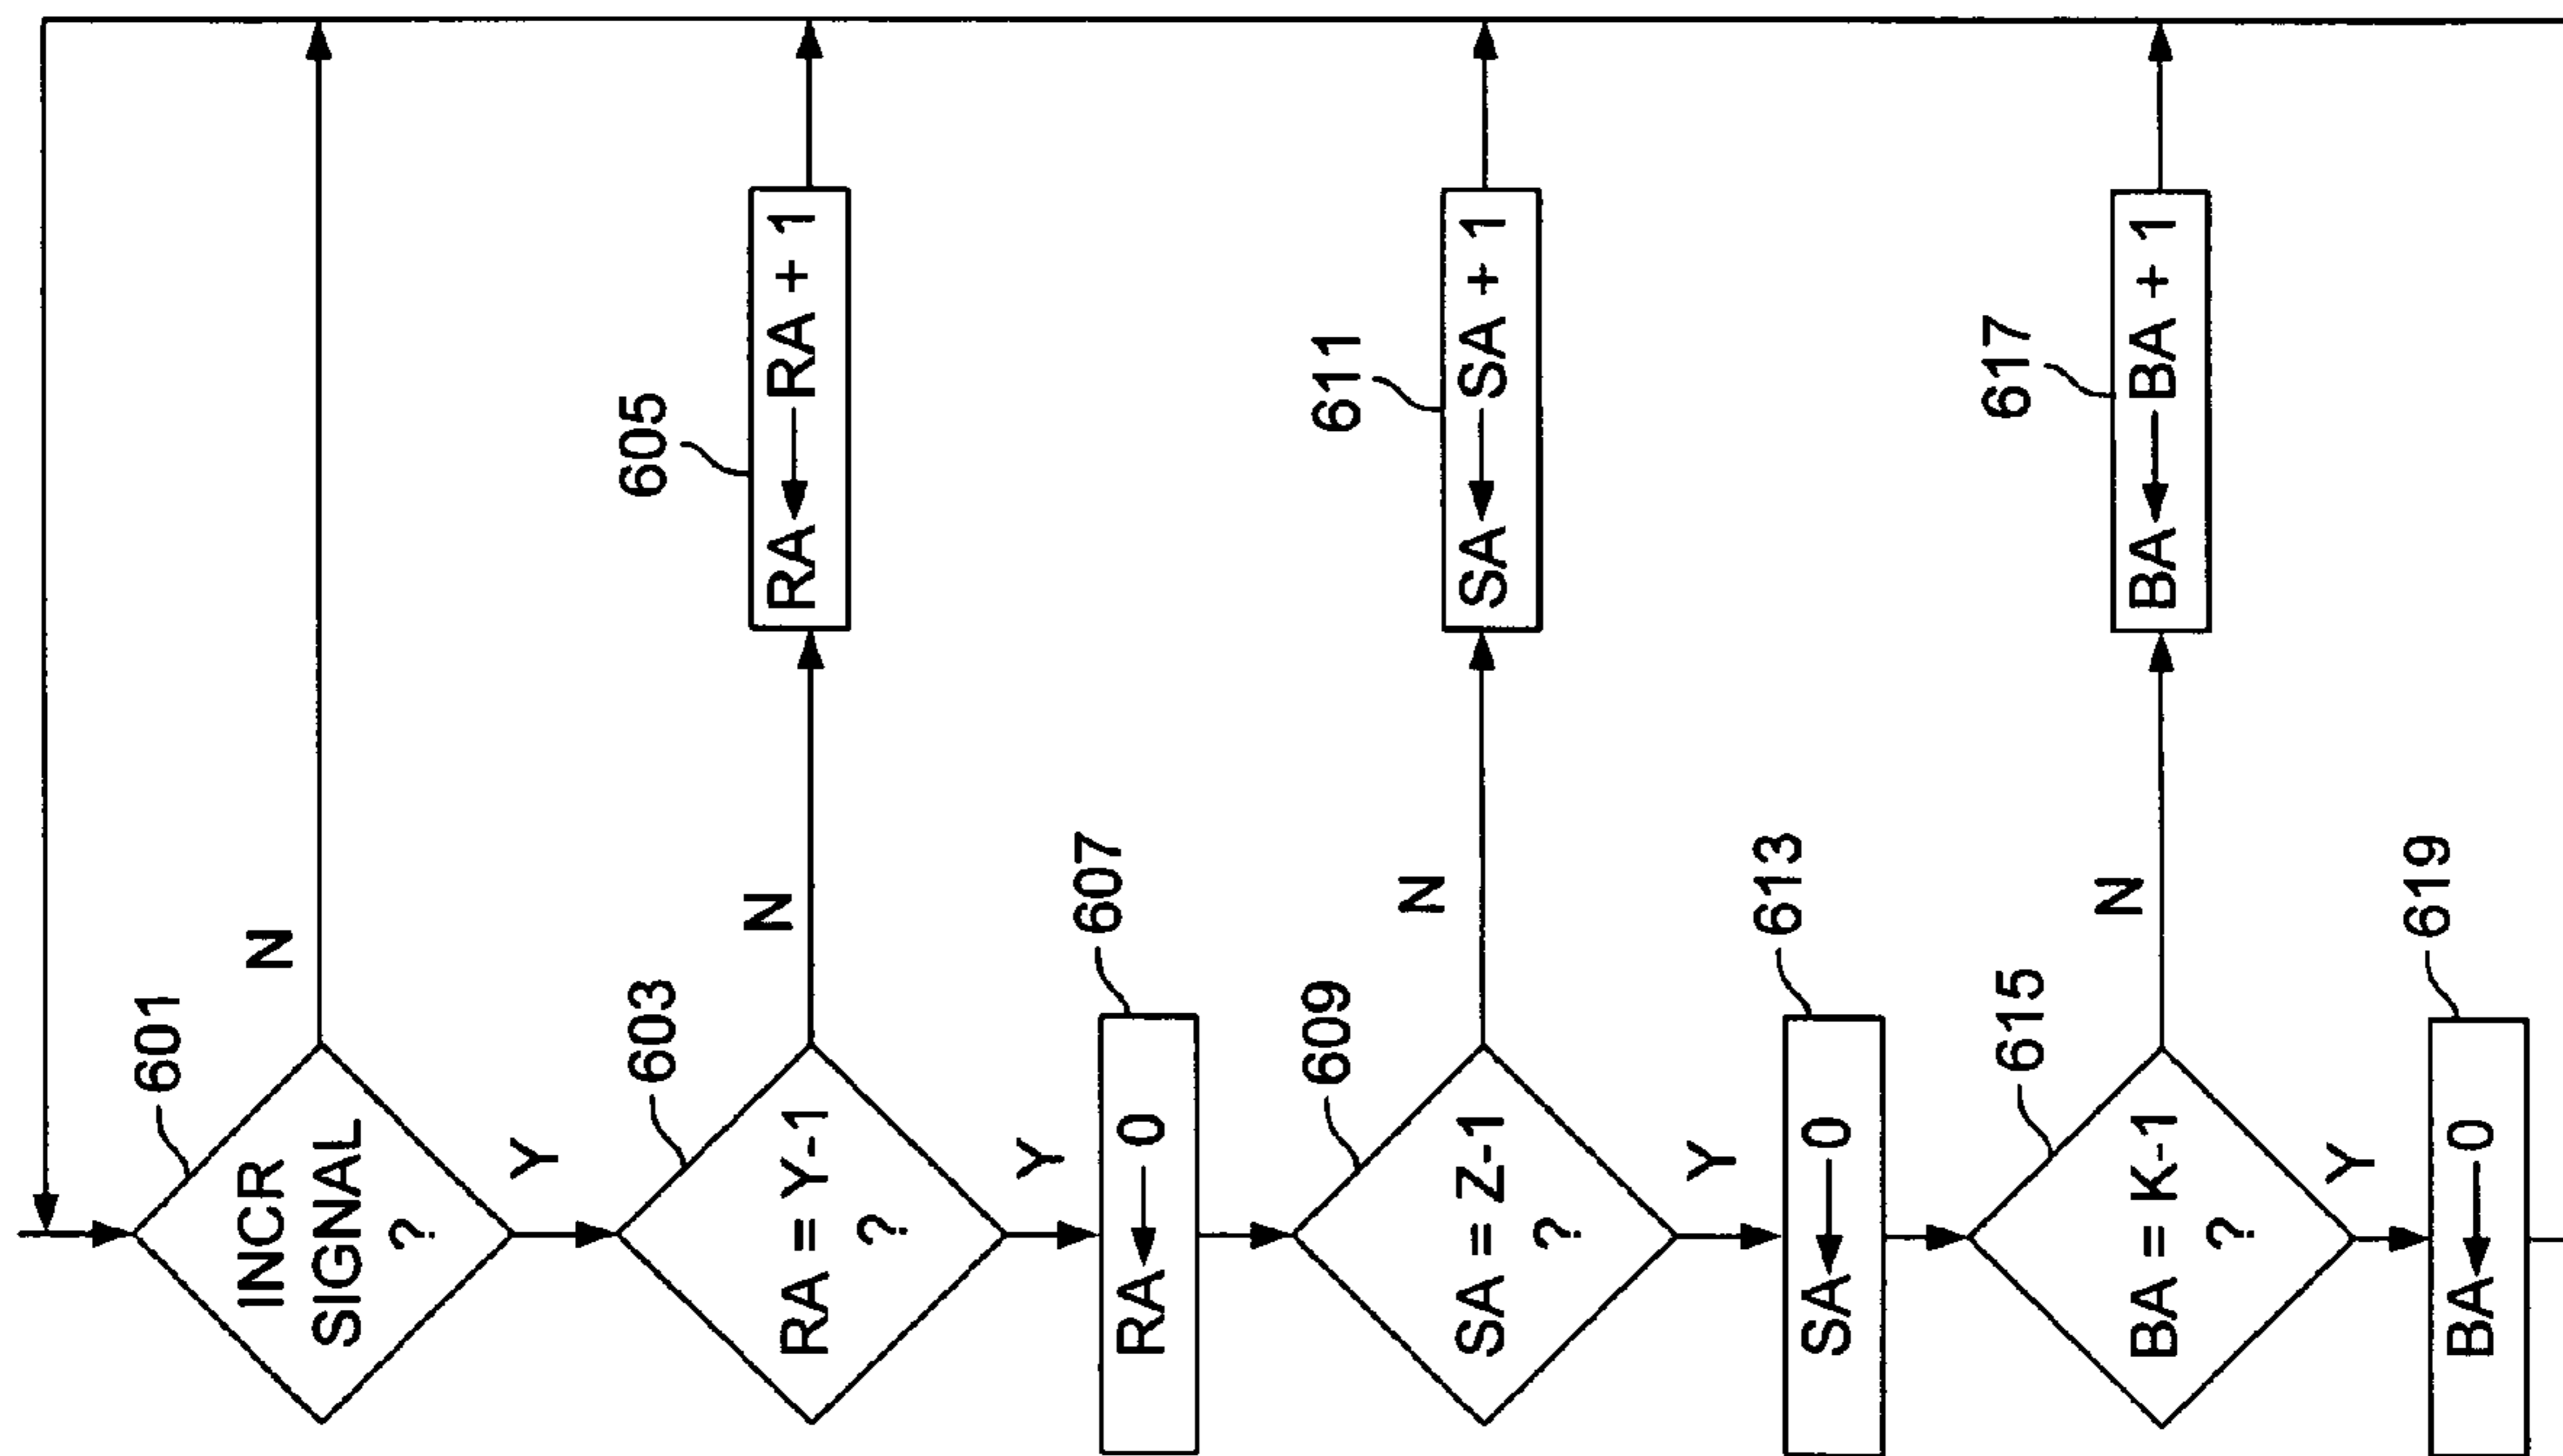 601
INCR
SIGNAL
?
N
Y
603
RA = Y-1
?
N
605
RA ← RA + 1
Y
607
RA ← 0
609
SA = Z-1
?
N
611
SA ← SA + 1
Y
613
SA ← 0
615
BA = K-1
?
N
617
BA ← BA + 1
Y
619
BA ← 0